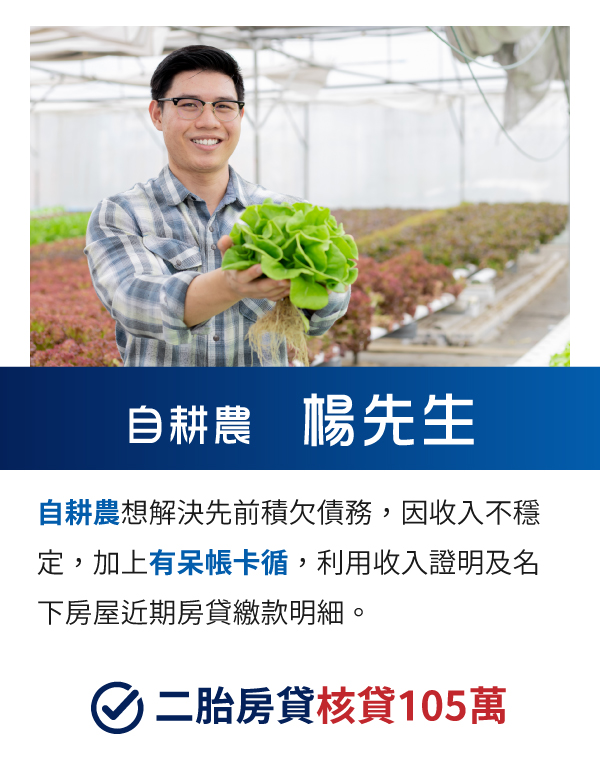 自耕農 楊先生
自耕農想解決先前積欠債務，因收入不穩
定，加上有呆帳卡循，利用收入證明及名
下房屋近期房貸繳款明細。
二胎房貸核貸105萬